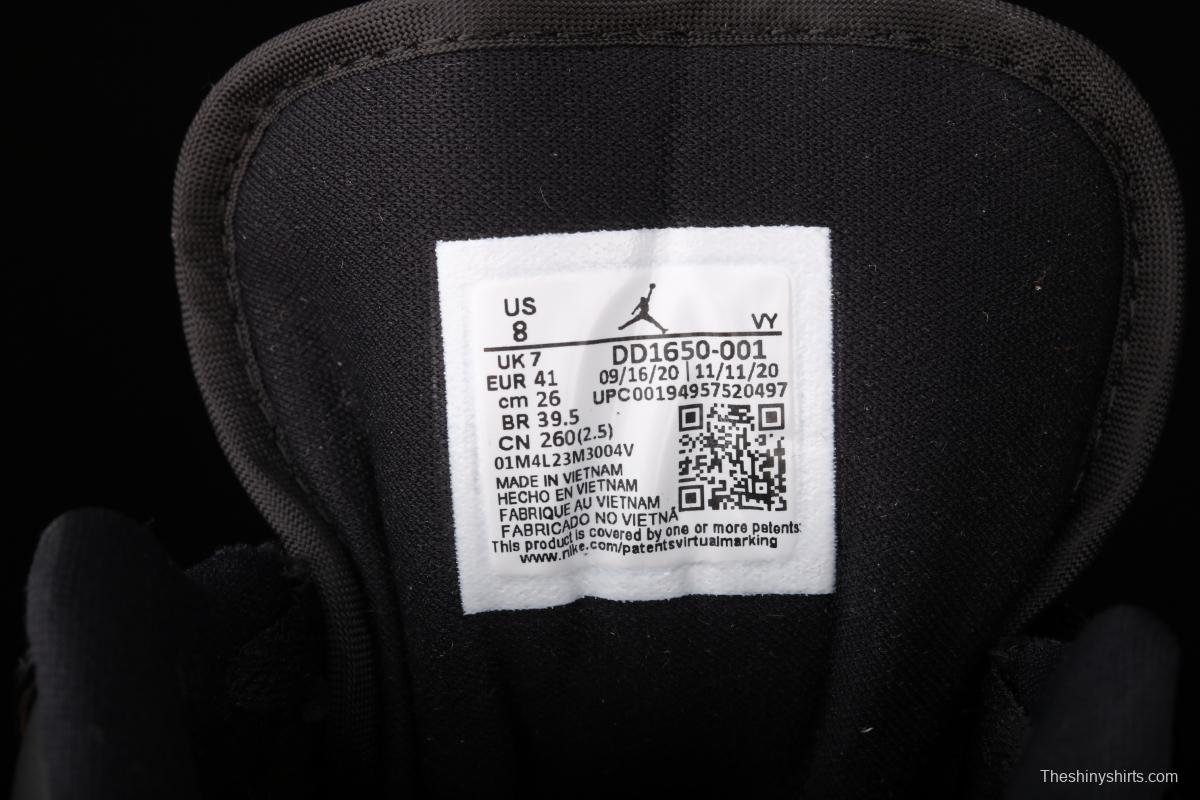 US
8
VY
UK 7
EUR 41
cm 26
BR 39.5
CN 260(2.5)
DD1650-001
09/16/20 | 11/11/20
UPC00194957520497
01M4L23M3004V
MADE IN VIETNAM
HECHO EN VIETNAM
FABRIQUE AU VIETNAM
FABRICADO NO VIETNÃ
This product is covered by one or more patents:
www.nike.com/patentsvirtualmarking
Theshinyshirts.com